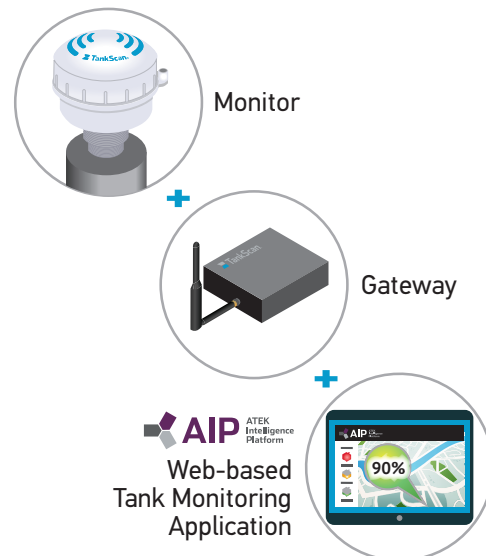 TankScan
Monitor
+
TankScan
Gateway
+
AIP ATEK
Intelligence
Platform
Web-based
Tank Monitoring
Application
AIP
90%